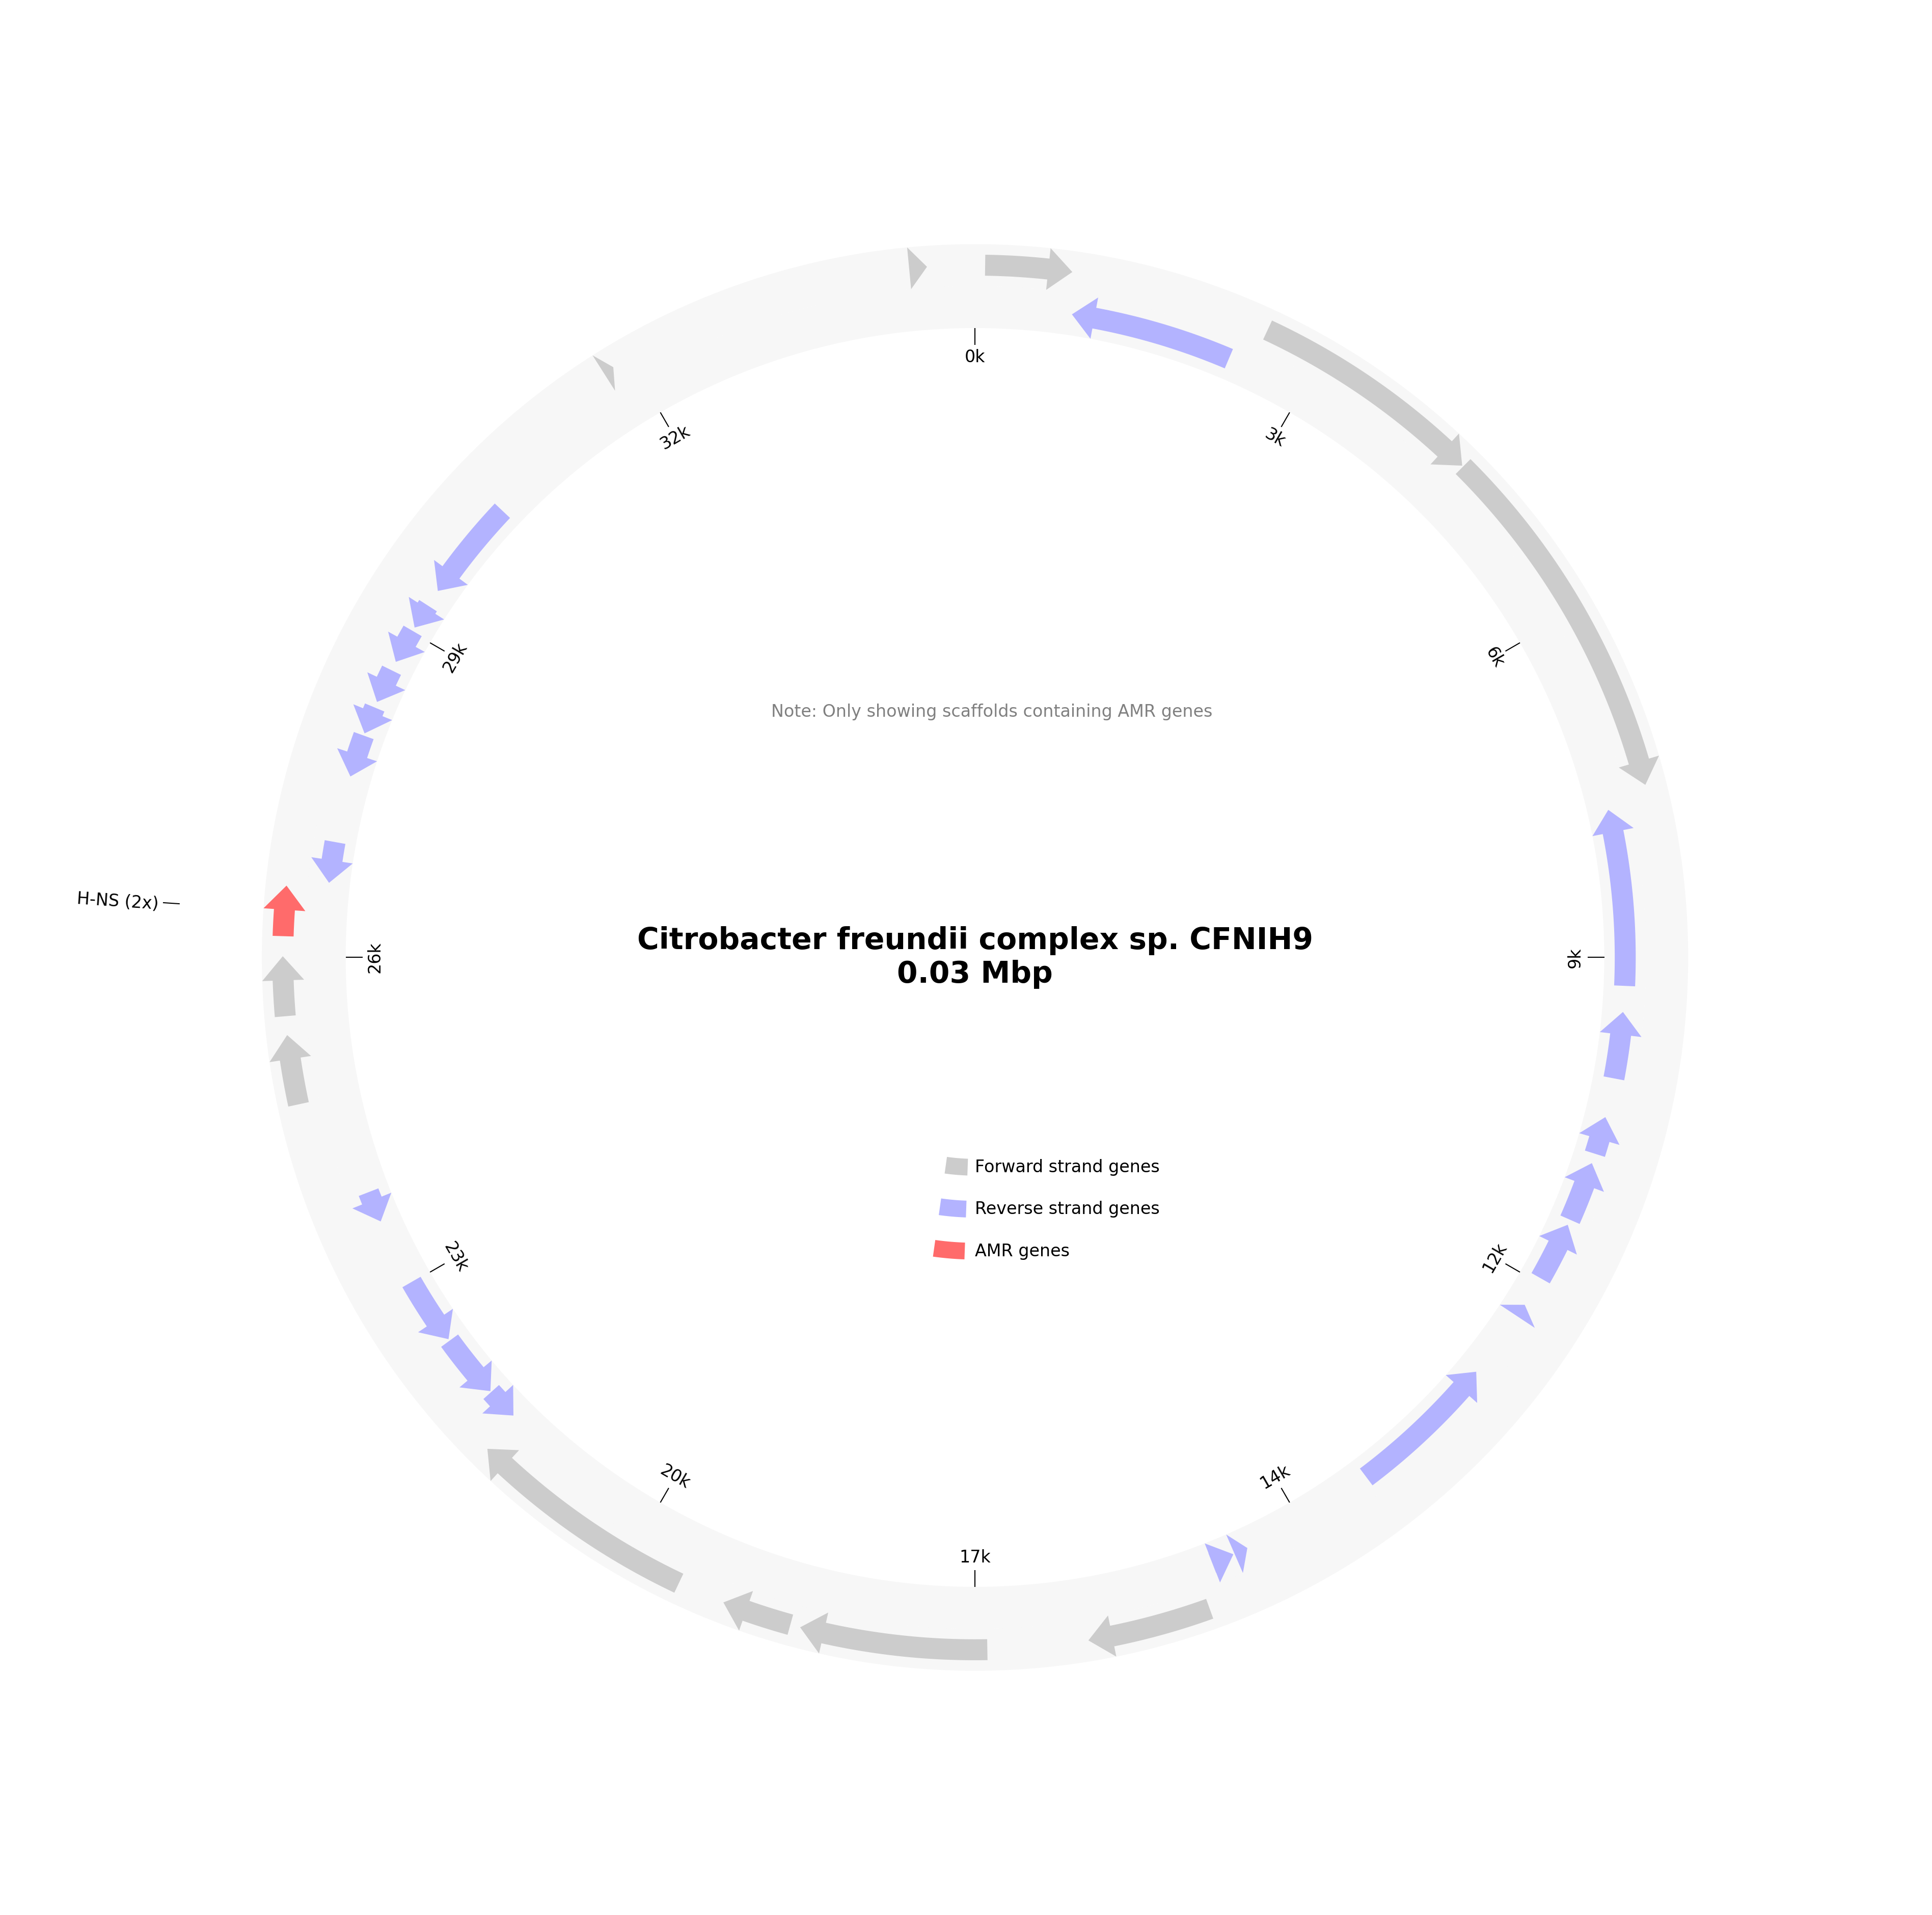 0k
3k
6k
9k
12k
14k
17k
20k
23k
26k
29k
32k
H-NS (2x)
Note: Only showing scaffolds containing AMR genes
Citrobacter freundii complex sp. CFNIH9
0.03 Mbp
Forward strand genes
Reverse strand genes
AMR genes